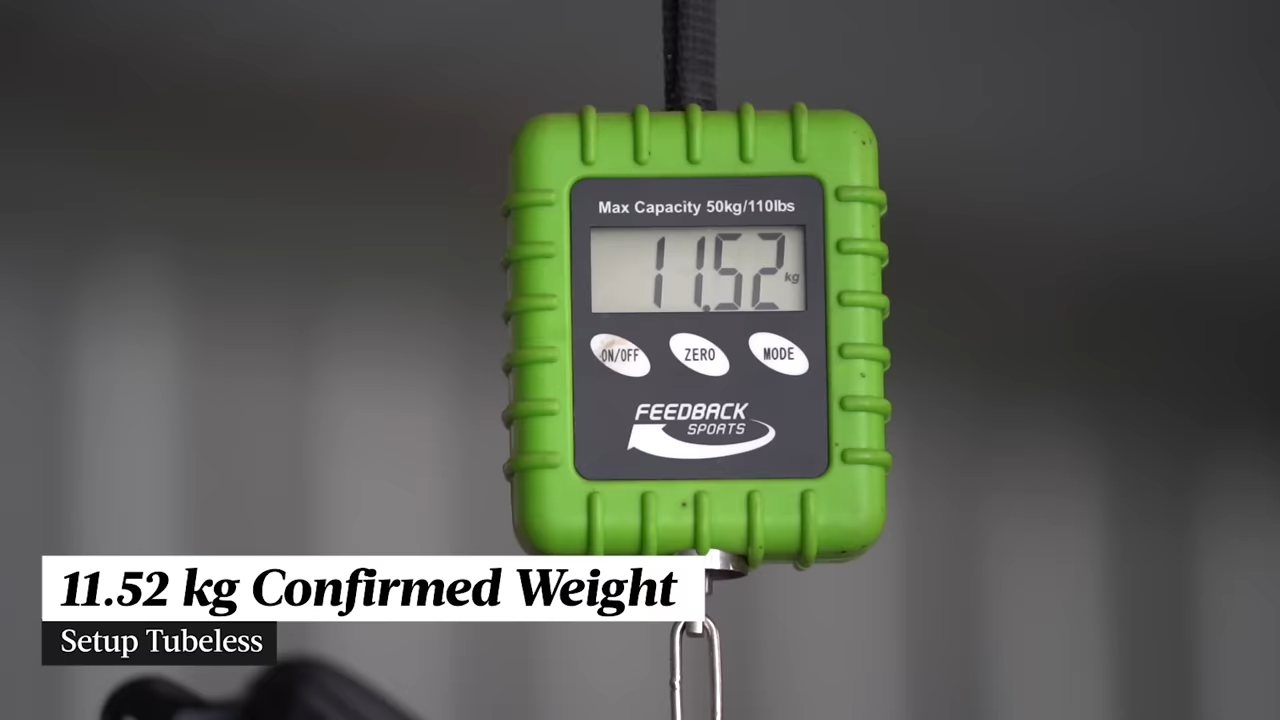 Max Capacity 50kg/110lbs
11.52 kg
ON/OFF ZERO MODE
FEEDBACK
SPORTS
11.52 kg Confirmed Weight
Setup Tubeless